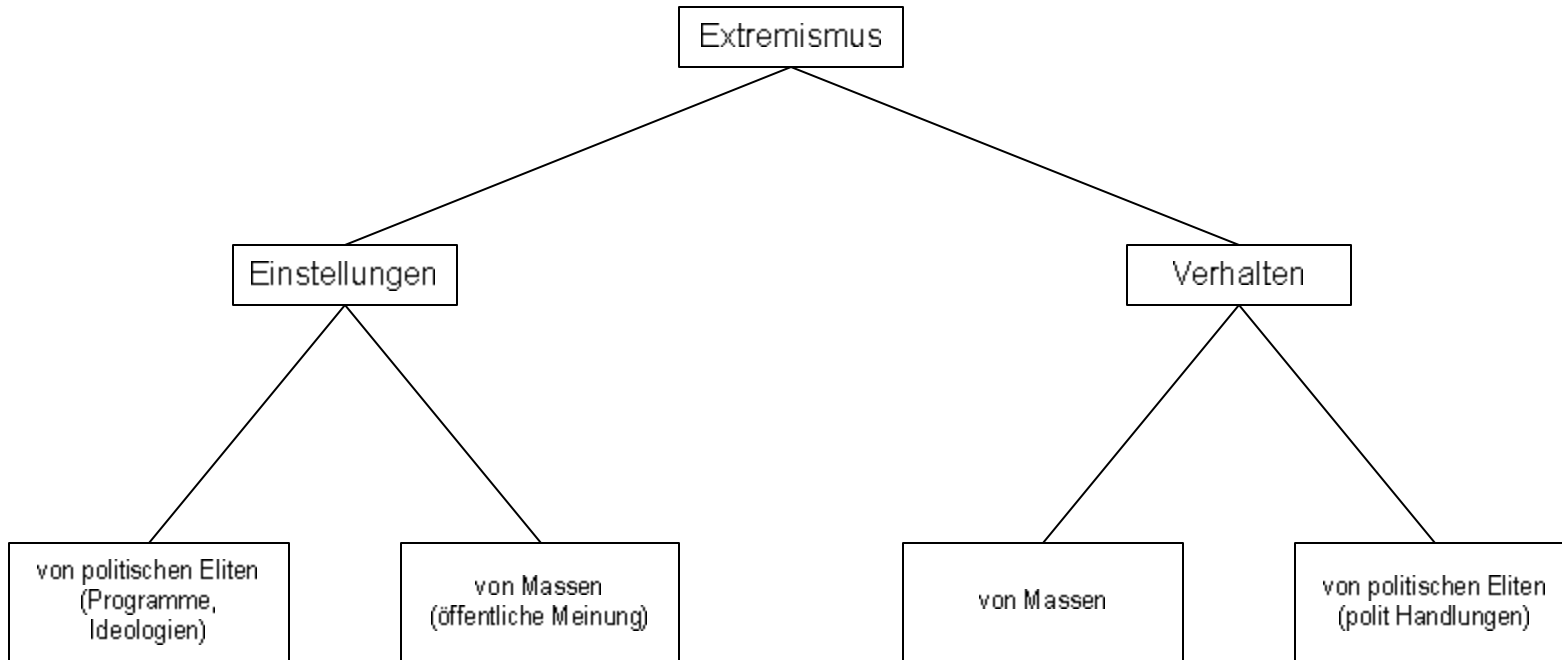 Extremismus
Einstellungen
Verhalten
von politischen Eliten
(Programme,
Ideologien)
von Massen
(öffentliche Meinung)
von Massen
von politischen Eliten
(polit Handlungen)